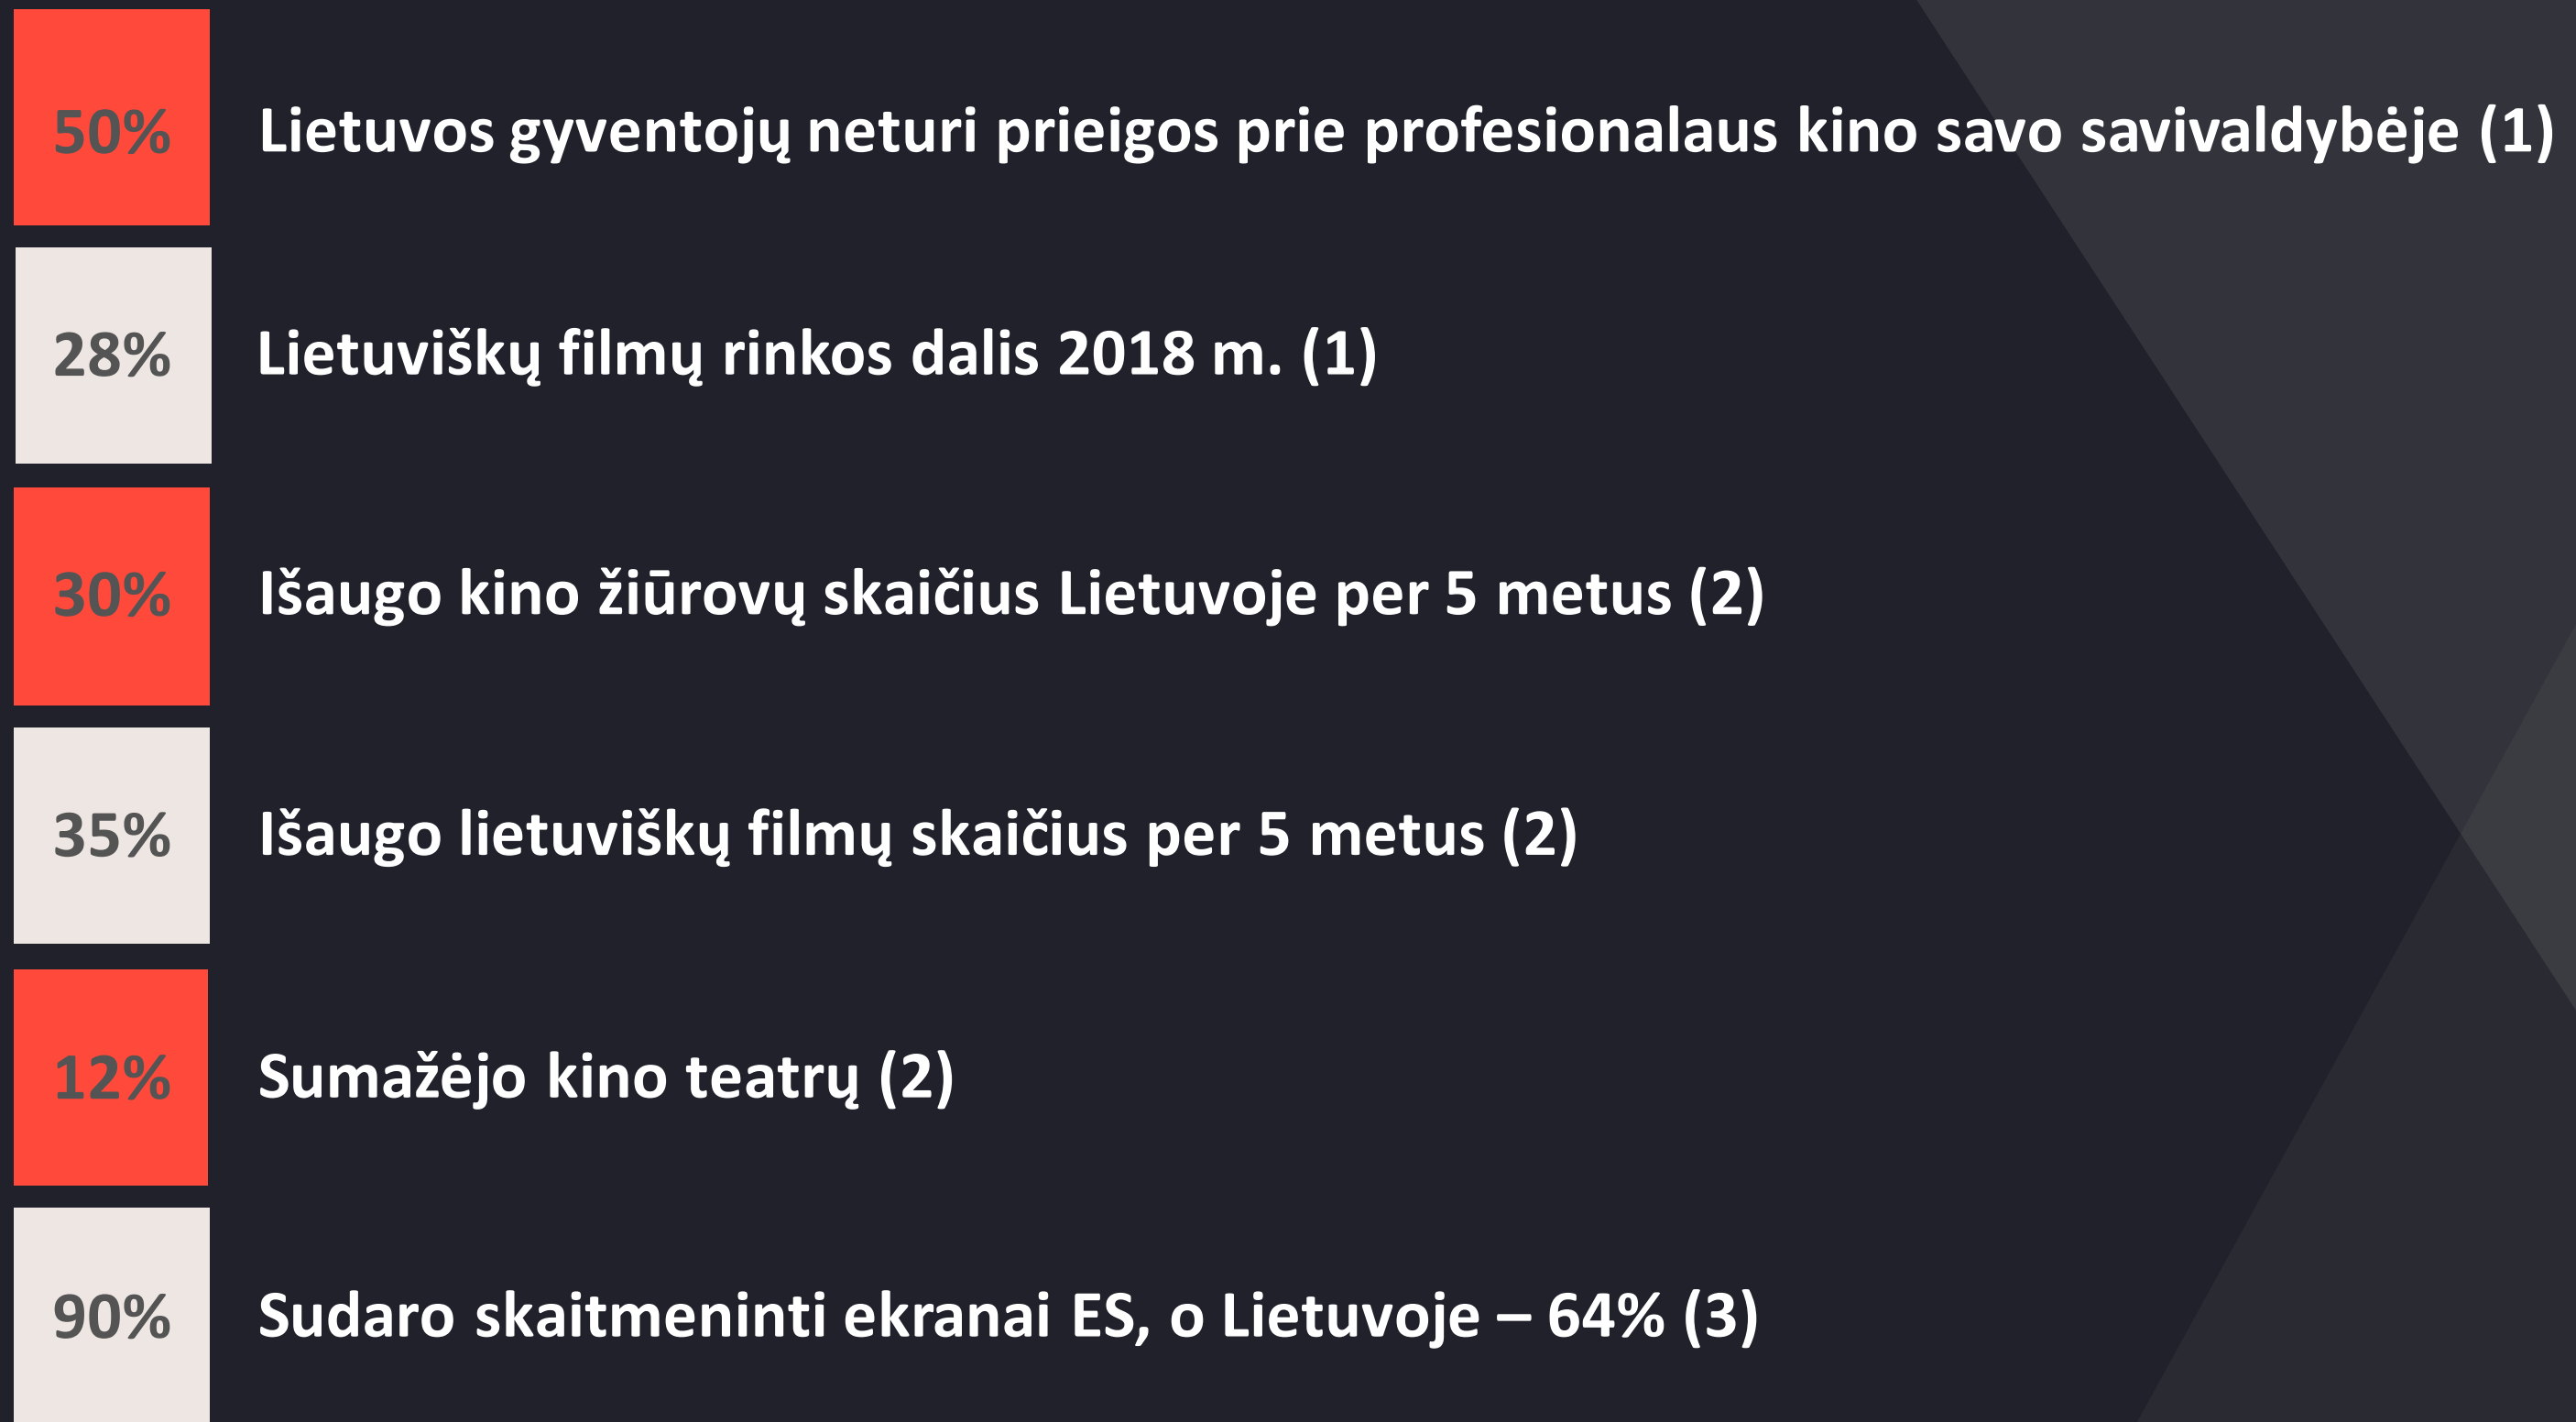 50% Lietuvos gyventojų neturi prieigos prie profesionalaus kino savo savivaldybėje (1)
28% Lietuviškų filmų rinkos dalis 2018 m. (1)
30% Išaugo kino žiūrovų skaičius Lietuvoje per 5 metus (2)
35% Išaugo lietuviškų filmų skaičius per 5 metus (2)
12% Sumažėjo kino teatrų (2)
90% Sudaro skaitmeninti ekranai ES, o Lietuvoje – 64% (3)